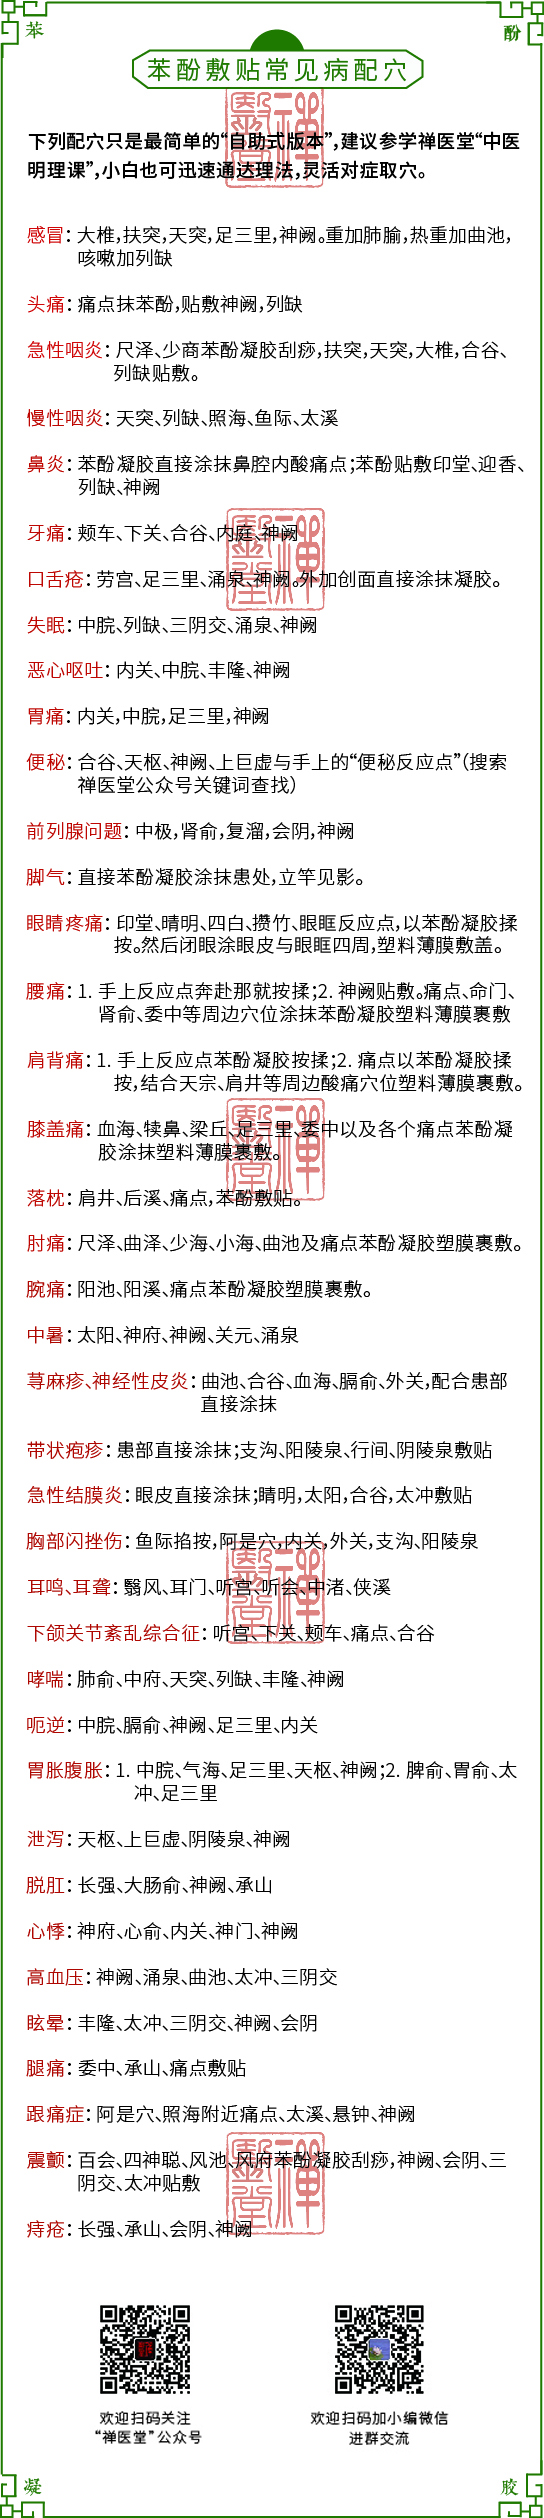 苯
酚
苯酚敷贴常见病配穴
下列配穴只是最简单的“自助式版本”,建议参学禅医堂“中医
明理课”,小白也可迅速通达理法,灵活对症取穴。
感冒：大椎,扶突,天突,足三里,神阙。重加肺腧,热重加曲池,
咳嗽加列缺
头痛：痛点抹苯酚,贴敷神阙,列缺
急性咽炎：尺泽、少商苯酚凝胶刮痧,扶突,天突,大椎,合谷、
列缺贴敷。
慢性咽炎：天突、列缺、照海、鱼际、太溪
鼻炎：苯酚凝胶直接涂抹鼻腔内酸痛点;苯酚贴敷印堂、迎香、
列缺、神阙
牙痛：颊车、下关、合谷、内庭、神阙
口舌疮：劳宫、足三里、涌泉、神阙。外加创面直接涂抹凝胶。
失眠：中脘、列缺、三阴交、涌泉、神阙
恶心呕吐：内关、中脘、丰隆、神阙
胃痛：内关,中脘,足三里,神阙
便秘：合谷、天枢、神阙、上巨虚与手上的“便秘反应点”（搜索
禅医堂公众号关键词查找）
前列腺问题：中极,肾俞,复溜,会阴,神阙
脚气：直接苯酚凝胶涂抹患处,立竿见影。
眼睛疼痛：印堂、睛明、四白、攒竹、眼眶反应点,以苯酚凝胶揉
按。然后闭眼涂眼皮与眼眶四周,塑料薄膜敷盖。
腰痛：1. 手上反应点奔赴那就按揉;2. 神阙贴敷。痛点、命门、
肾俞、委中等周边穴位涂抹苯酚凝胶塑料薄膜裹敷
肩背痛：1. 手上反应点苯酚凝胶按揉;2. 痛点以苯酚凝胶揉
按,结合天宗、肩井等周边酸痛穴位塑料薄膜裹敷。
膝盖痛：血海、犊鼻、梁丘、足三里、委中以及各个痛点苯酚凝
胶涂抹塑料薄膜裹敷。
落枕：肩井、后溪、痛点,苯酚敷贴。
肘痛：尺泽、曲泽、少海、小海、曲池及痛点苯酚凝胶塑膜裹敷。
腕痛：阳池、阳溪、痛点苯酚凝胶塑膜裹敷。
中暑：太阳、神府、神阙、关元、涌泉
荨麻疹、神经性皮炎：曲池、合谷、血海、膈俞、外关,配合患部
直接涂抹
带状疱疹：患部直接涂抹;支沟、阳陵泉、行间、阴陵泉敷贴
急性结膜炎：眼皮直接涂抹;睛明,太阳,合谷,太冲敷贴
胸部闪挫伤：鱼际掐按,阿是穴,内关,外关,支沟、阳陵泉
耳鸣、耳聋：翳风、耳门、听宫、听会、中渚、侠溪
下颌关节紊乱综合征：听宫、下关、颊车、痛点、合谷
哮喘：肺俞、中府、天突、列缺、丰隆、神阙
呃逆：中脘、膈俞、神阙、足三里、内关
胃胀腹胀：1. 中脘、气海、足三里、天枢、神阙;2. 脾俞、胃俞、太
冲、足三里
泄泻：天枢、上巨虚、阴陵泉、神阙
脱肛：长强、大肠俞、神阙、承山
心悸：神府、心俞、内关、神门、神阙
高血压：神阙、涌泉、曲池、太冲、三阴交
眩晕：丰隆、太冲、三阴交、神阙、会阴
腿痛：委中、承山、痛点敷贴
跟痛症：阿是穴、照海附近痛点、太溪、悬钟、神阙
震颤：百会、四神聪、风池、风府苯酚凝胶刮痧,神阙、会阴、三
阴交、太冲贴敷
痔疮：长强、承山、会阴、神阙
欢迎扫码关注
“禅医堂”公众号
欢迎扫码加小编微信
进群交流
凝
胶